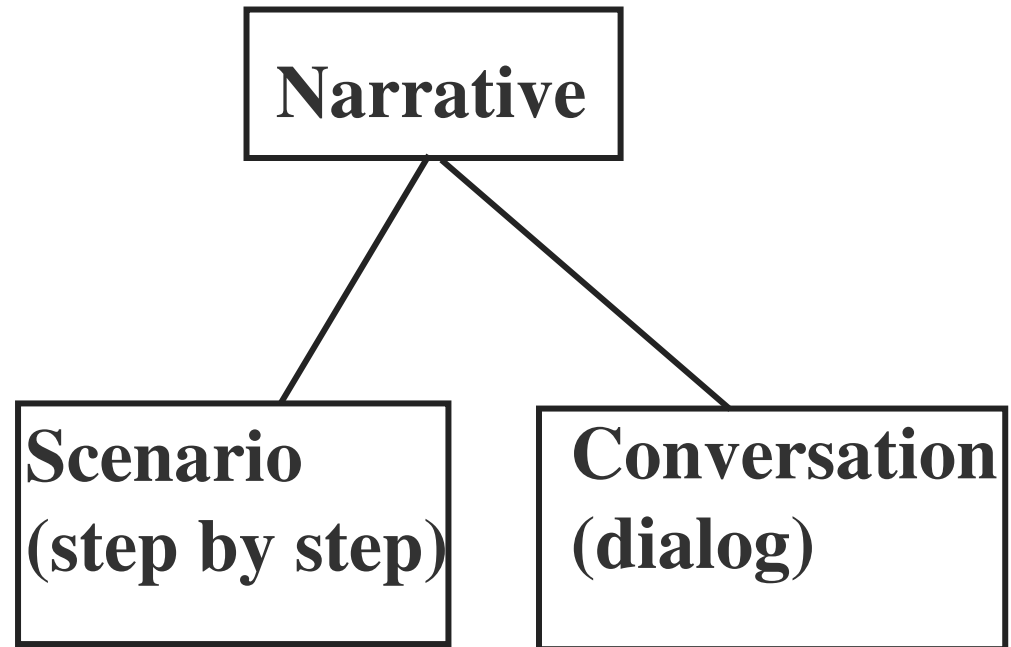 Narrative
Scenario
(step by step)
Conversation
(dialog)